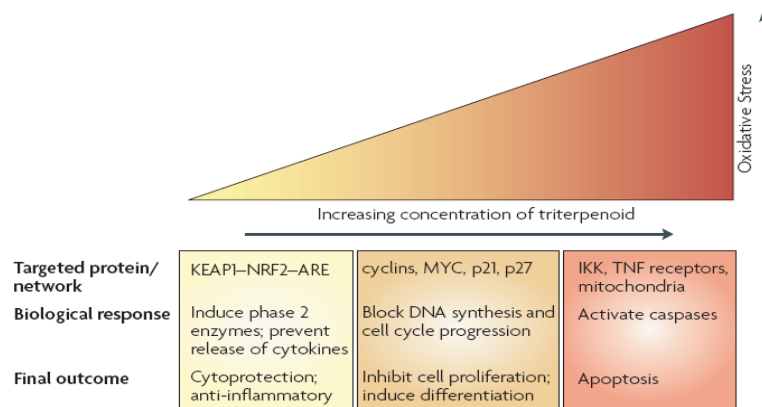 Oxidative Stress
Increasing concentration of triterpenoid
Targeted protein/
network
KEAP1–NRF2–ARE
cyclins, MYC, p21, p27
IKK, TNF receptors,
mitochondria
Biological response
Induce phase 2
enzymes; prevent
release of cytokines
Block DNA synthesis and
cell cycle progression
Activate caspases
Final outcome
Cytoprotection;
anti-inflammatory
Inhibit cell proliferation;
induce differentiation
Apoptosis